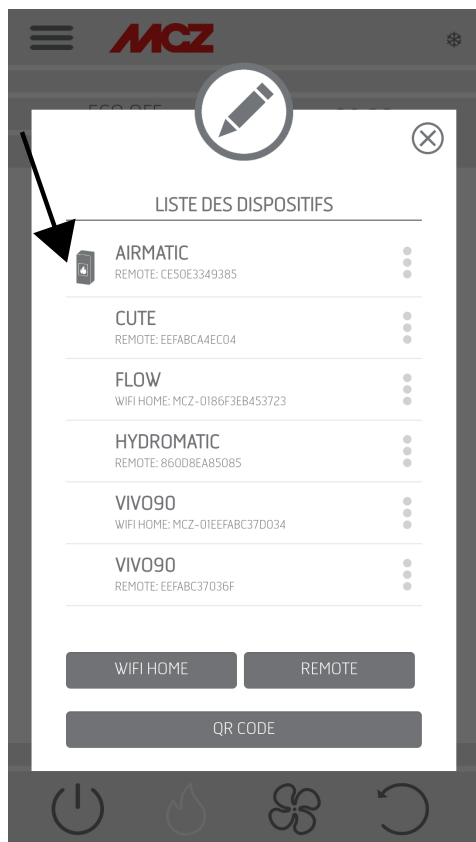 MCZ
LISTE DES DISPOSITIFS
AIRMATIC
REMOTE: CE50E3349385
CUTE
REMOTE: EEFABCA4EC04
FLOW
WIFI HOME: MCZ-0186F3EB453723
HYDROMATIC
REMOTE: 860D8EA85085
VIVO90
WIFI HOME: MCZ-01EEFABC37D034
VIVO90
REMOTE: EEFABC37036F
WIFI HOME
REMOTE
QR CODE